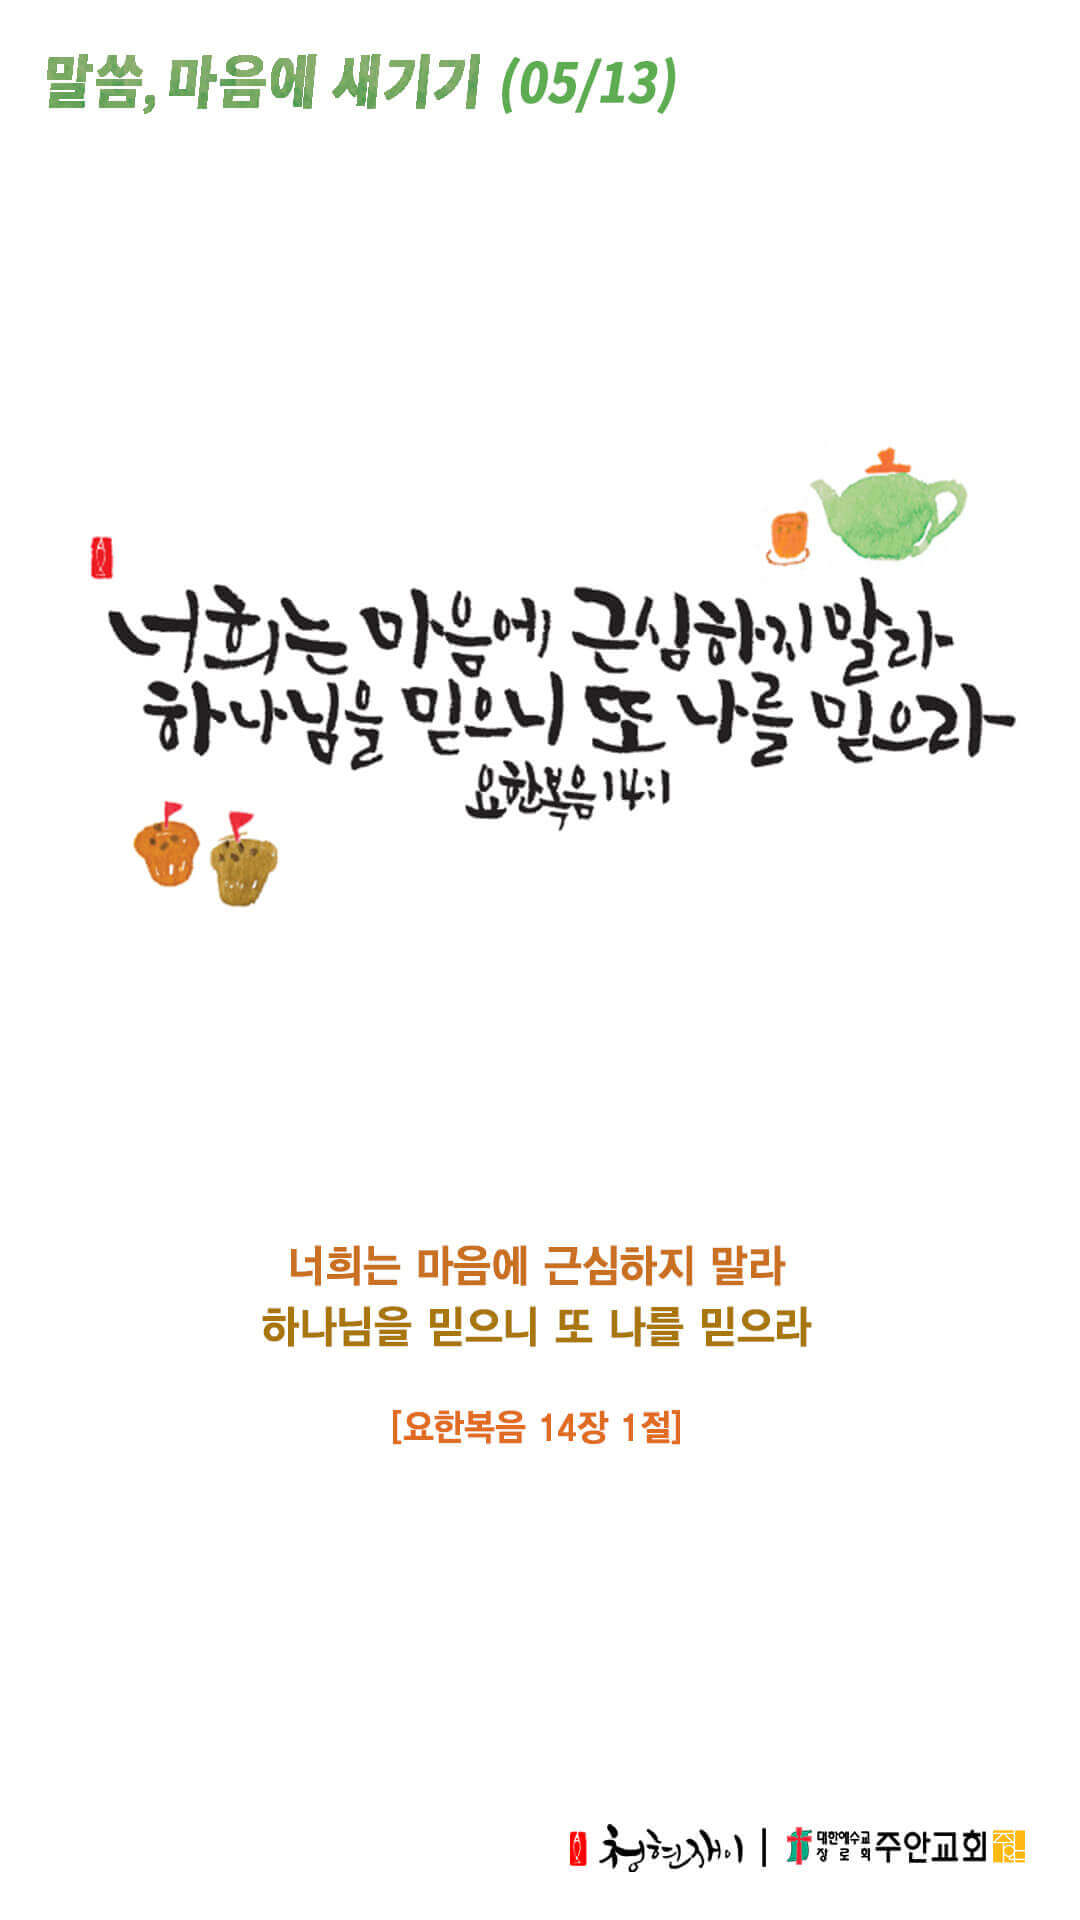 말씀, 마음에 새기기 (05/13)
너희는 마음에 근심하지 말라
하나님을 믿으니 또 나를 믿으라
요한복음 14:1
너희는 마음에 근심하지 말라
하나님을 믿으니 또 나를 믿으라
[요한복음 14장 1절]
청현재이 | 대한예수교
장로회 주안교회